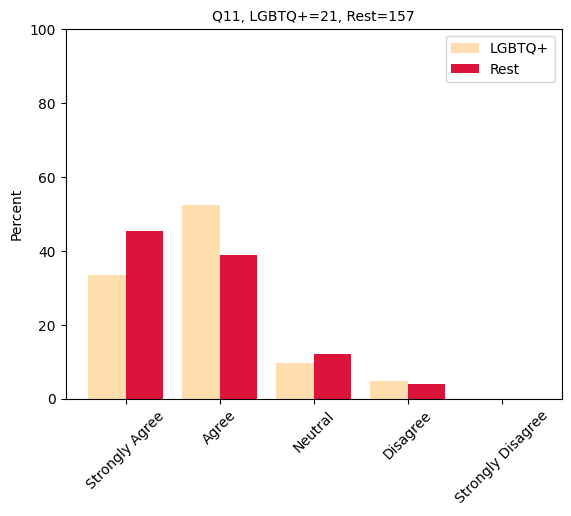 Q11, LGBTQ+=21, Rest=157
100
80
60
40
20
0
Percent
LGBTQ+
Rest
Strongly Agree
Agree
Neutral
Disagree
Strongly Disagree